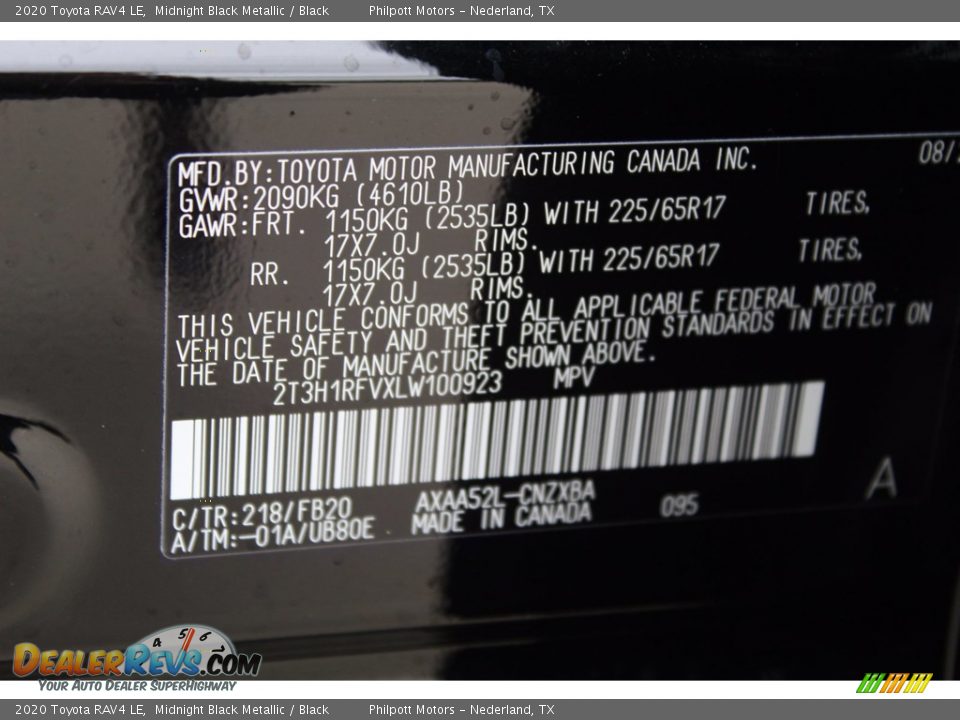 2020 Toyota RAV4 LE, Midnight Black Metallic / Black Philpott Motors - Nederland, TX
MFD.BY:TOYOTA MOTOR MANUFACTURING CANADA INC. 08/
GVWR:2090KG (4610LB)
GAWR:FRT. 1150KG (2535LB) WITH 225/65R17 TIRES,
17X7.0J RIMS.
RR. 1150KG (2535LB) WITH 225/65R17 TIRES,
17X7.0J RIMS.
THIS VEHICLE CONFORMS TO ALL APPLICABLE FEDERAL MOTOR
VEHICLE SAFETY AND THEFT PREVENTION STANDARDS IN EFFECT ON
THE DATE OF MANUFACTURE SHOWN ABOVE.
2T3H1RFVXLW100923 MPV
C/TR:218/FB20 AXAA52L-CNZXBA 095 A
A/TM:-01A/UB80E MADE IN CANADA
4 5 6
DealerRevs.com
Your Auto Dealer SuperHighway
2020 Toyota RAV4 LE, Midnight Black Metallic / Black Philpott Motors - Nederland, TX